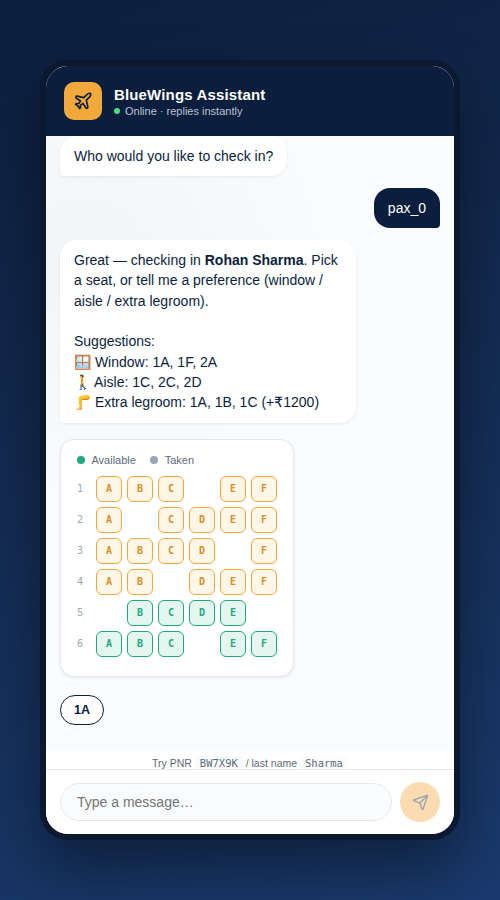 BlueWings Assistant
Online · replies instantly
Who would you like to check in?
pax_0
Great — checking in Rohan Sharma. Pick
a seat, or tell me a preference (window /
aisle / extra legroom).
Suggestions:
🪟 Window: 1A, 1F, 2A
🚶 Aisle: 1C, 2C, 2D
🦵 Extra legroom: 1A, 1B, 1C (+₹1200)
Available Taken
1 A B C E F
2 A C D E F
3 A B C D F
4 A B D E F
5 B C D E
6 A B C E F
1A
Try PNR BW7X9K / last name Sharma
Type a message…